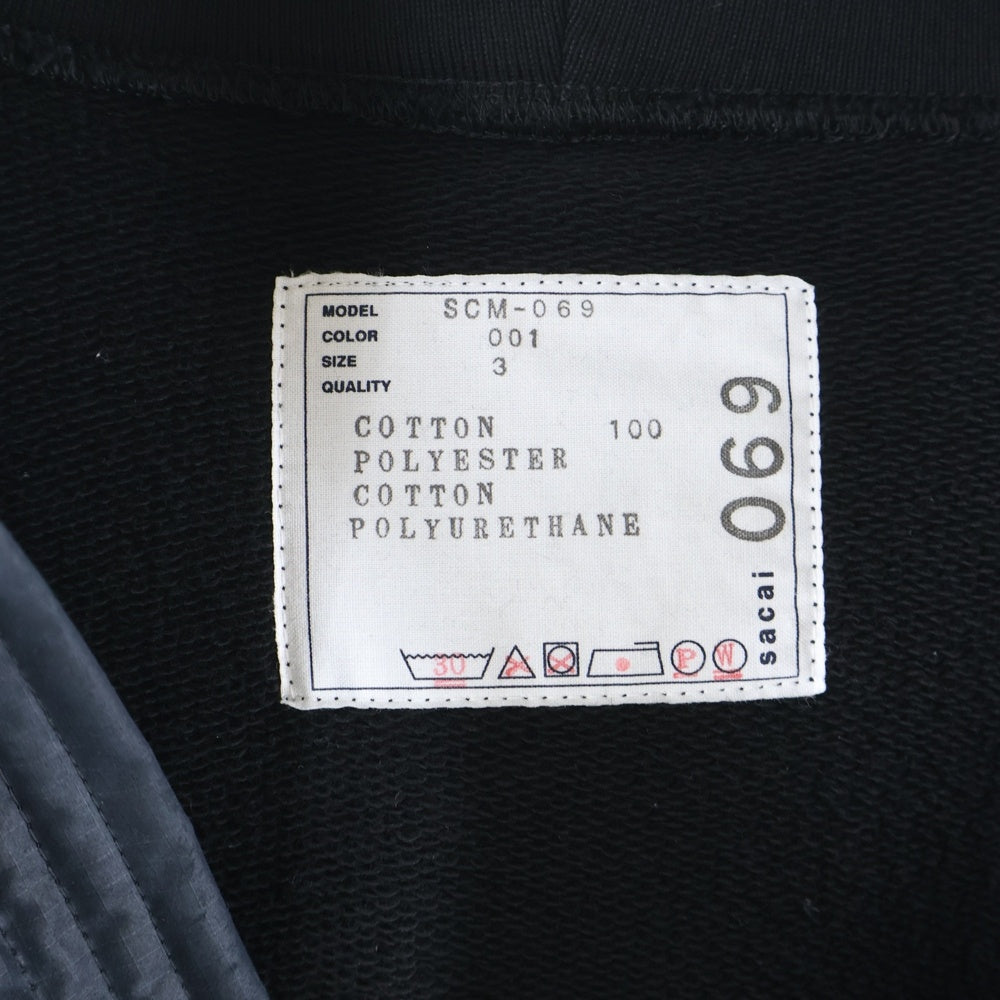 MODEL SCM-069
COLOR 001
SIZE 3
QUALITY
COTTON 100
POLYESTER
COTTON
POLYURETHANE
30
P
W
sacai 069